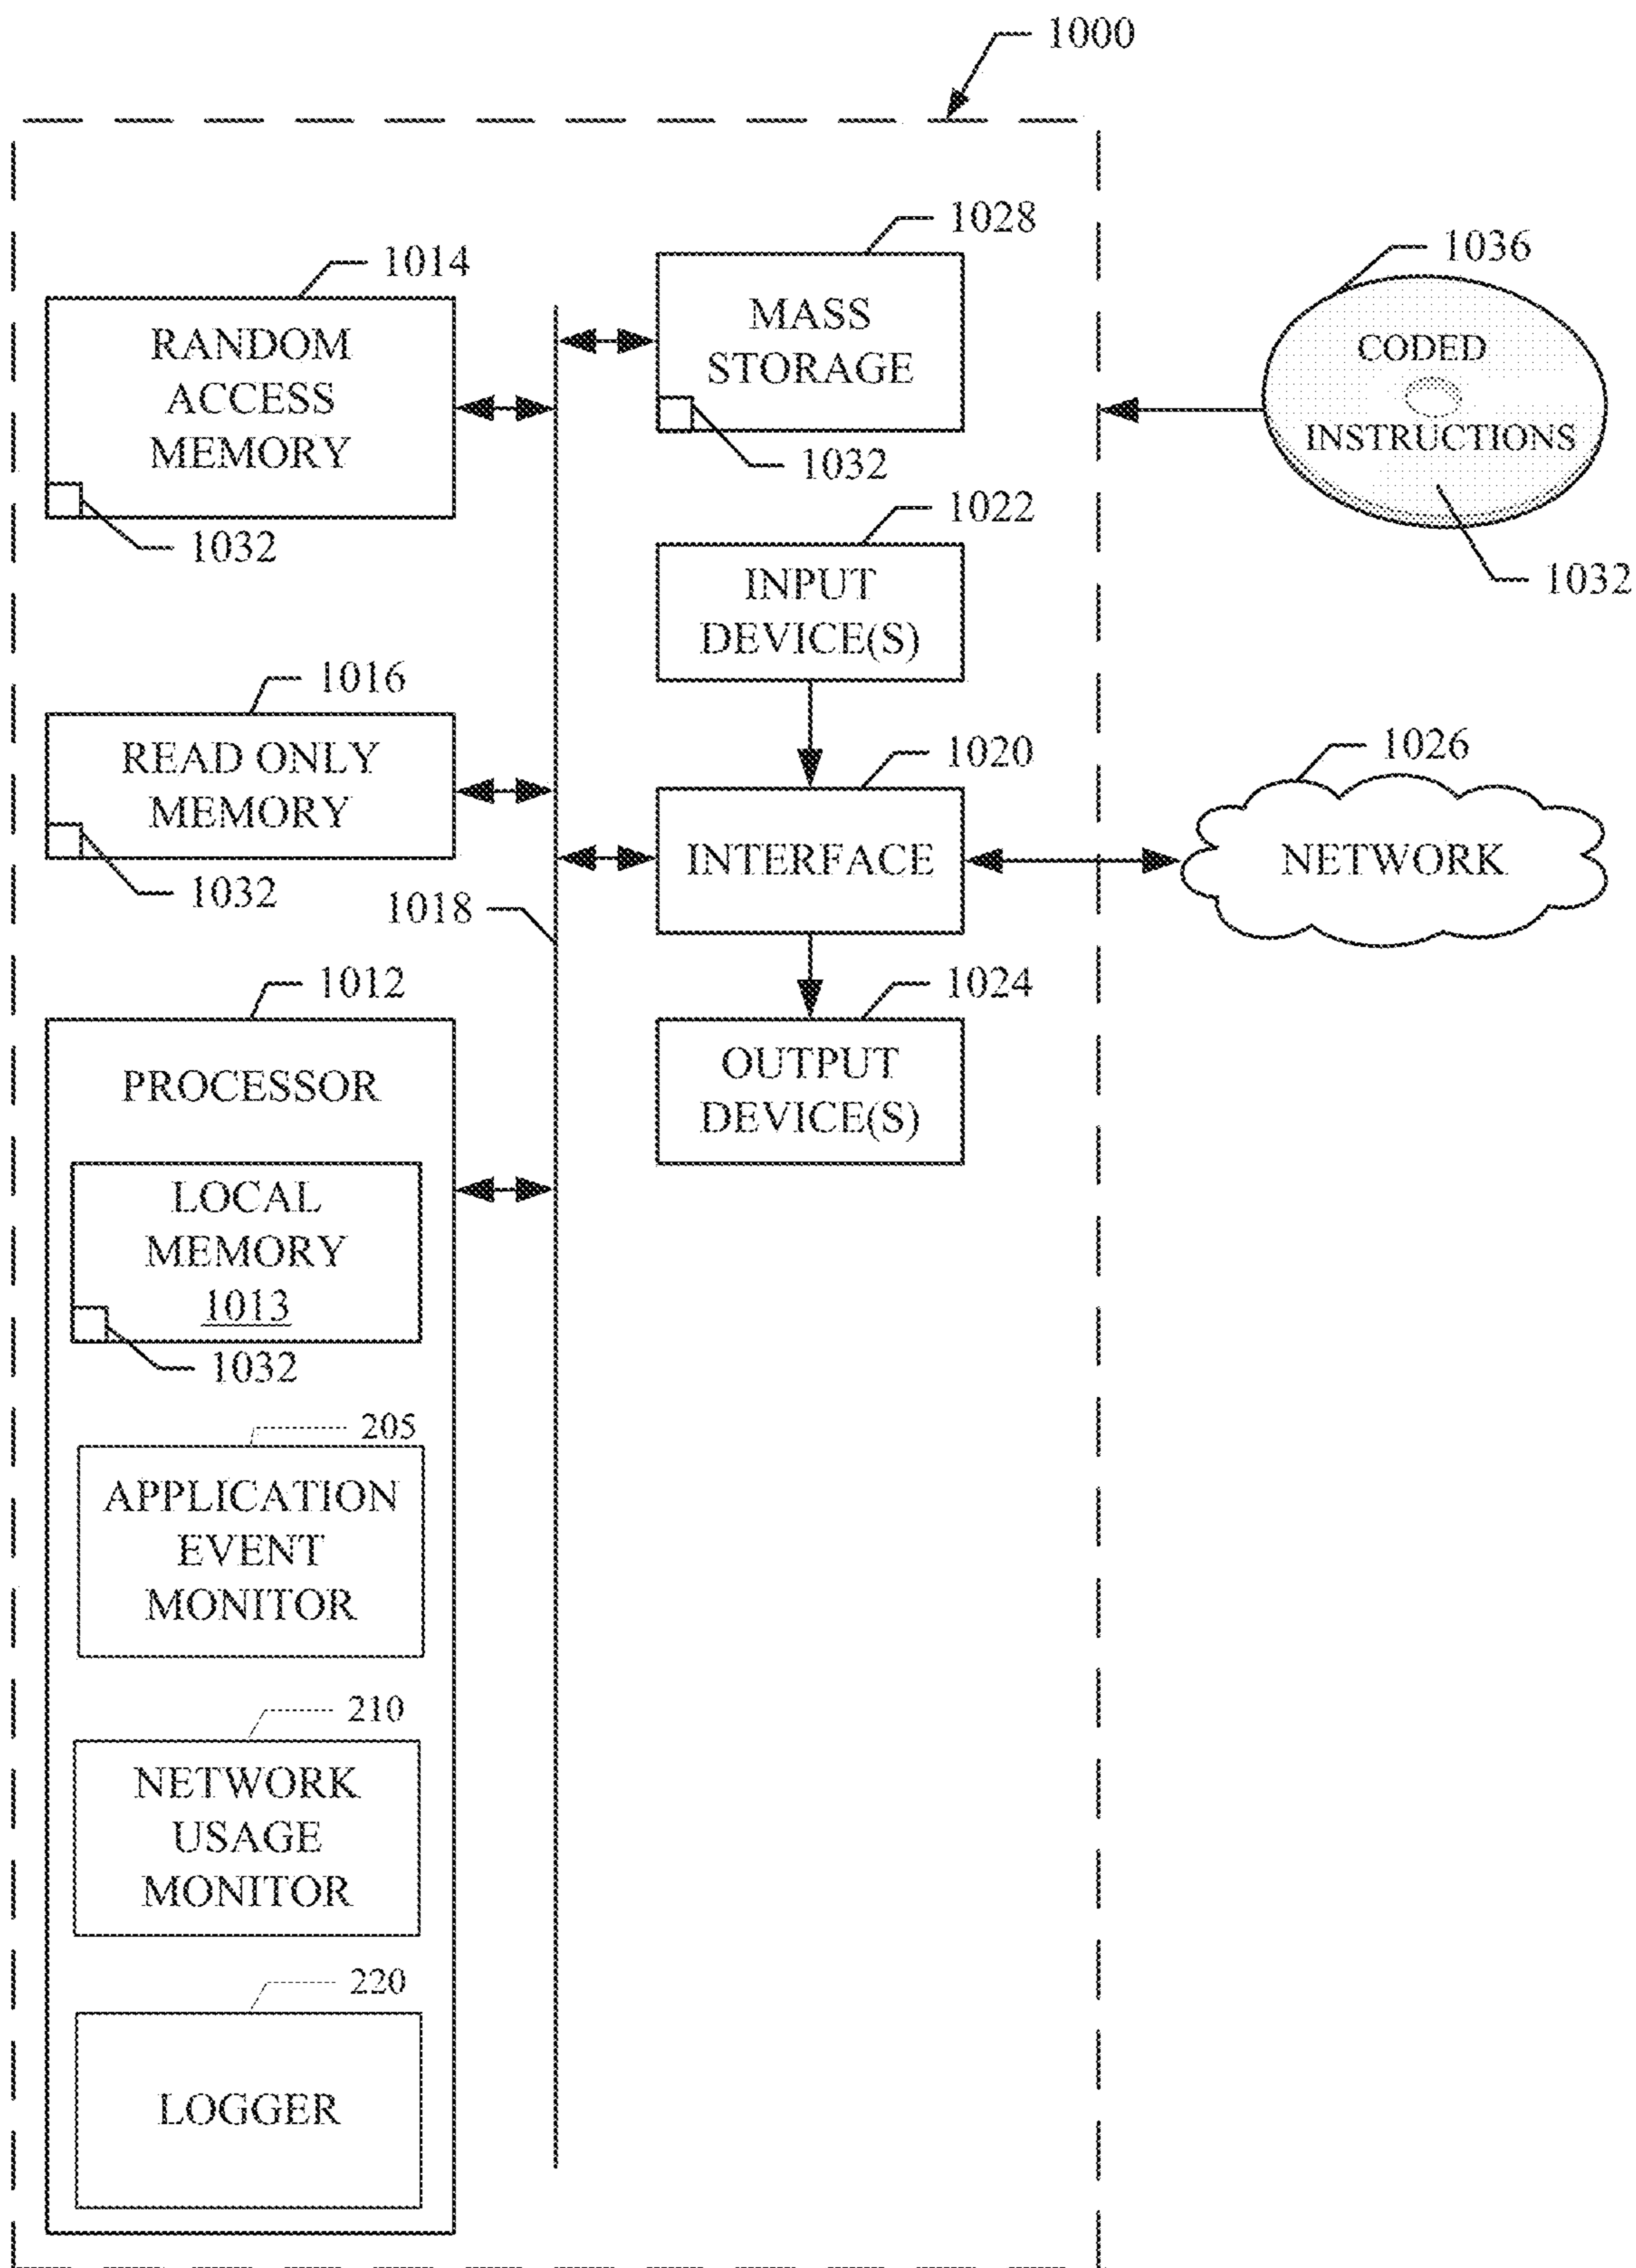 1000
1014
RANDOM
ACCESS
MEMORY
1032
1028
MASS
STORAGE
1032
1036
CODED
INSTRUCTIONS
1032
1022
INPUT
DEVICE(S)
1016
READ ONLY
MEMORY
1032
1020
INTERFACE
1026
NETWORK
1018
1024
OUTPUT
DEVICE(S)
1012
PROCESSOR
LOCAL
MEMORY
1013
1032
205
APPLICATION
EVENT
MONITOR
210
NETWORK
USAGE
MONITOR
220
LOGGER